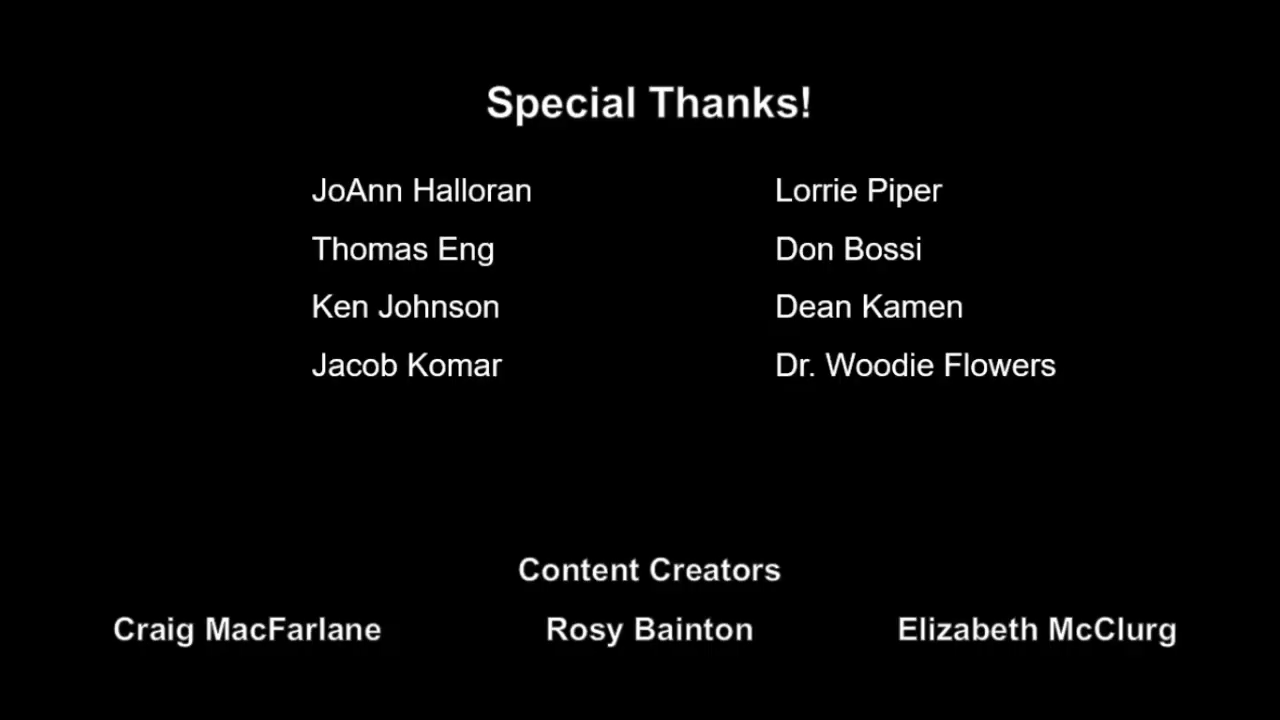 Special Thanks!
JoAnn Halloran
Lorrie Piper
Thomas Eng
Don Bossi
Ken Johnson
Dean Kamen
Jacob Komar
Dr. Woodie Flowers
Content Creators
Craig MacFarlane
Rosy Bainton
Elizabeth McClurg